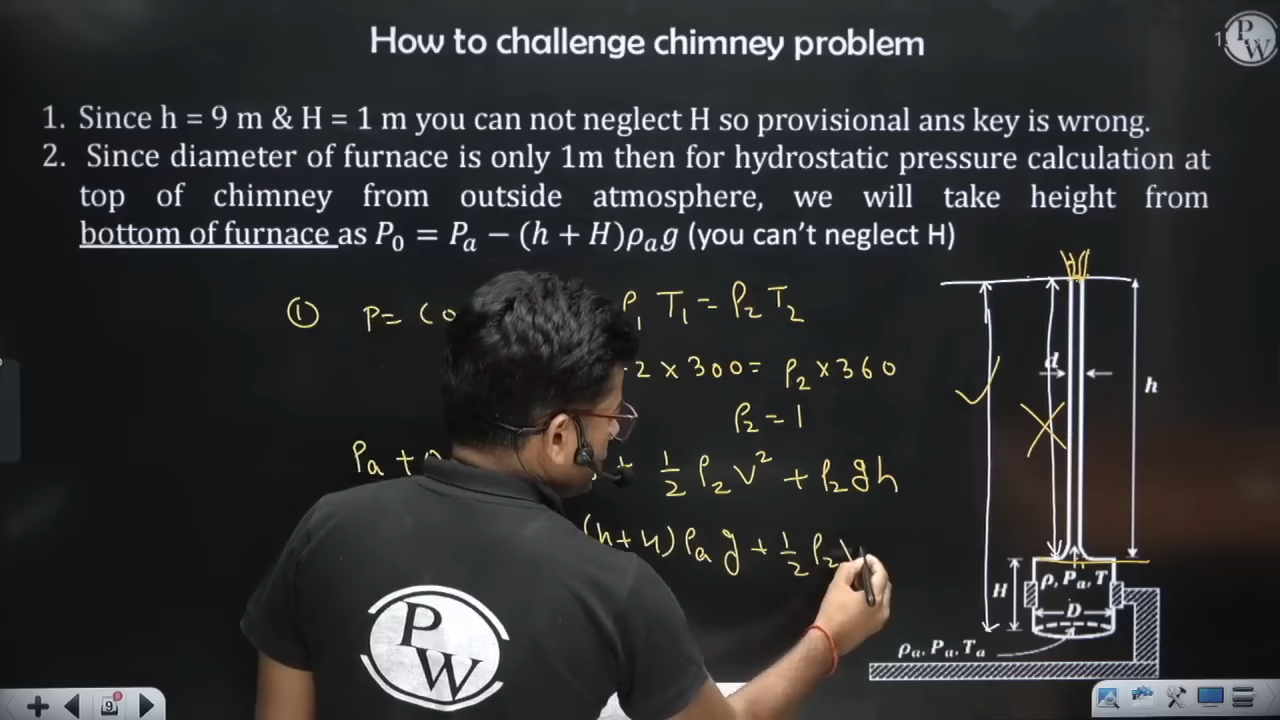 How to challenge chimney problem
PW
1. Since h = 9 m & H = 1 m you can not neglect H so provisional ans key is wrong.
2. Since diameter of furnace is only 1m then for hydrostatic pressure calculation at
top of chimney from outside atmosphere, we will take height from
bottom of furnace as P₀ = Pₐ − (h + H)ρₐg (you can't neglect H)
① P = Co
ρ₁ T₁ = ρ₂ T₂
2 × 300 = ρ₂ × 360
ρ₂ = 1
Pₐ + + ½ ρ₂ v² + ρ₂ g h
(h + H) ρₐ g + ½ ρ₂ v
d
h
H
ρ, Pₐ, T
D
ρₐ, Pₐ, Tₐ
PW
9